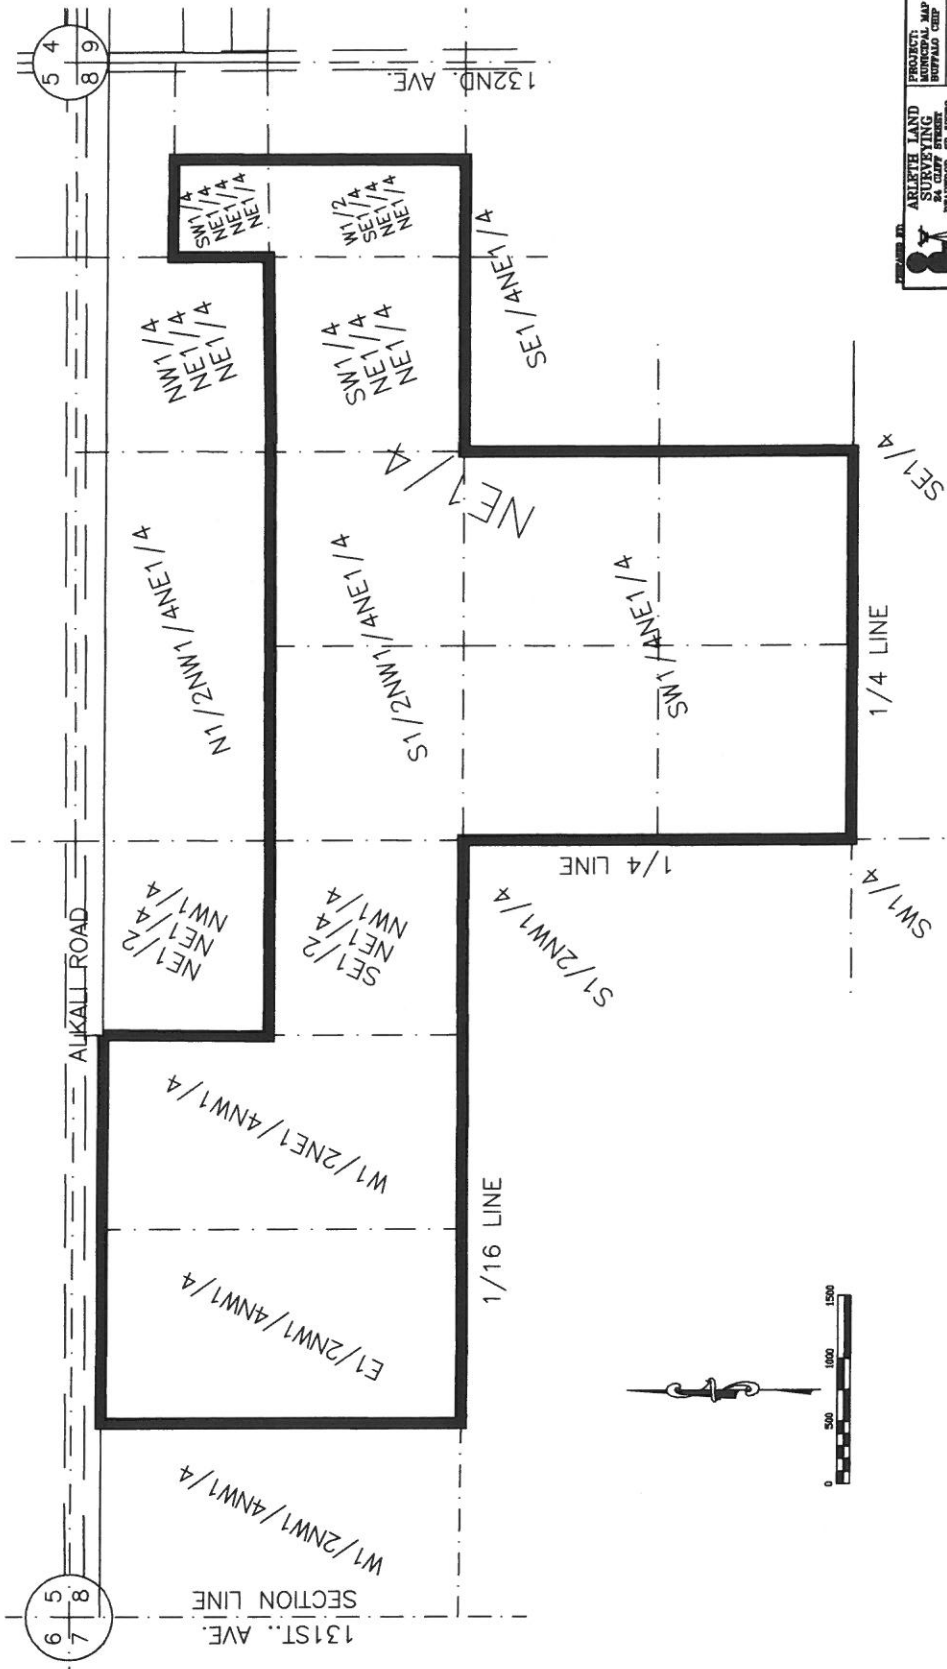 6 5
7 8
5 4
8 9
ALKALI ROAD
131ST.. AVE.
SECTION LINE
132ND. AVE.
W1/2NW1/4NW1/4
E1/2NW1/4NW1/4
W1/2NE1/4NW1/4
NE1/2
NE1/4
NW1/4
SE1/2
NE1/4
NW1/4
N1/2NW1/4NE1/4
S1/2NW1/4NE1/4
NW1/4
NE1/4
NE1/4
SW1/4
NE1/4
NE1/4
SW1/4
NE1/4
NE1/4
NE1/4
W1/2
SE1/4
NE1/4
NE1/4
NE1/4
SE1/4NE1/4
1/16 LINE
S1/2NW1/4
1/4 LINE
SW1/4NE1/4
1/4 LINE
SW1/4
SE1/4
0 500 1000 1500
PREPARED BY:
ARLETH LAND
SURVEYING
24 CLIFF STREET
PROJECT:
MUNICIPAL MAP
BUFFALO CHIP